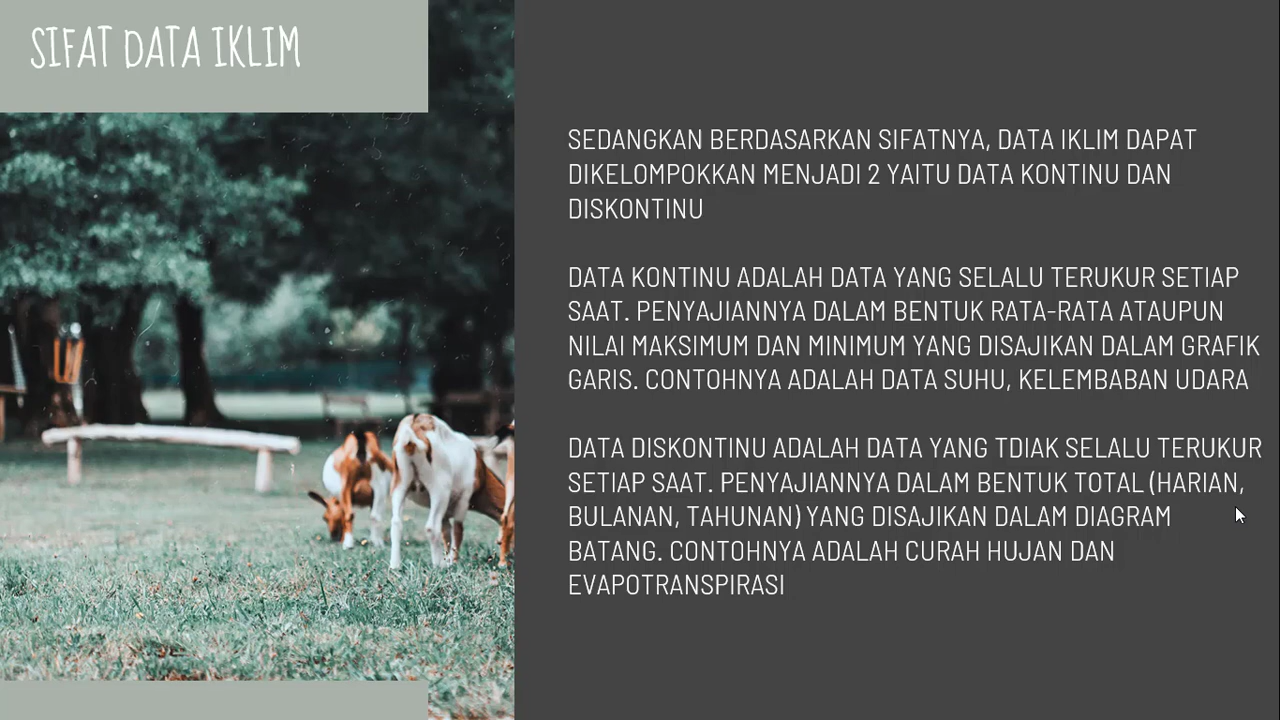 SIFAT DATA IKLIM
SEDANGKAN BERDASARKAN SIFATNYA, DATA IKLIM DAPAT
DIKELOMPOKKAN MENJADI 2 YAITU DATA KONTINU DAN
DISKONTINU
DATA KONTINU ADALAH DATA YANG SELALU TERUKUR SETIAP
SAAT. PENYAJIANNYA DALAM BENTUK RATA-RATA ATAUPUN
NILAI MAKSIMUM DAN MINIMUM YANG DISAJIKAN DALAM GRAFIK
GARIS. CONTOHNYA ADALAH DATA SUHU, KELEMBABAN UDARA
DATA DISKONTINU ADALAH DATA YANG TDIAK SELALU TERUKUR
SETIAP SAAT. PENYAJIANNYA DALAM BENTUK TOTAL (HARIAN,
BULANAN, TAHUNAN) YANG DISAJIKAN DALAM DIAGRAM
BATANG. CONTOHNYA ADALAH CURAH HUJAN DAN
EVAPOTRANSPIRASI